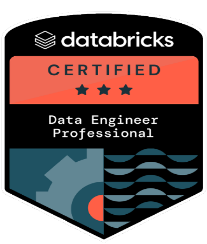 databricks
CERTIFIED
Data Engineer
Professional